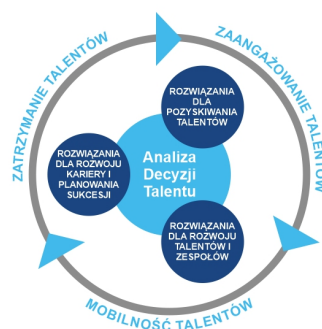 ZATRZYMANIE TALENTÓW
ZAANGAŻOWANIE TALENTÓW
ROZWIĄZANIA
DLA
POZYSKIWANIA
TALENTÓW
ROZWIĄZANIA
DLA ROZWOJU
KARIERY I
PLANOWANIA
SUKCESJI
Analiza
Decyzji
Talentu
ROZWIĄZANIA
DLA ROZWOJU
TALENTÓW I
ZESPOŁÓW
MOBILNOŚĆ TALENTÓW